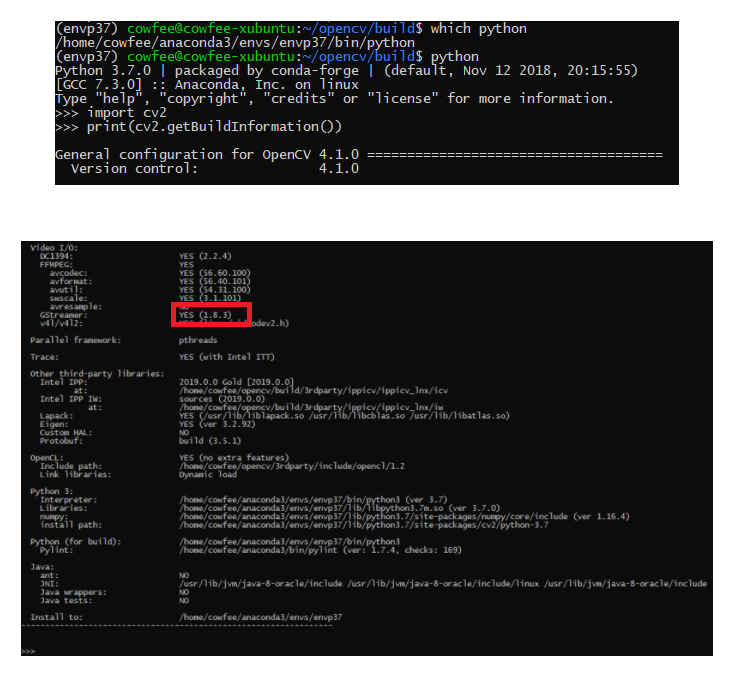 (envp37) cowfee@cowfee-xubuntu:~/opencv/build$ which python
/home/cowfee/anaconda3/envs/envp37/bin/python
(envp37) cowfee@cowfee-xubuntu:~/opencv/build$ python
Python 3.7.0 | packaged by conda-forge | (default, Nov 12 2018, 20:15:55)
[GCC 7.3.0] :: Anaconda, Inc. on linux
Type "help", "copyright", "credits" or "license" for more information.
>>> import cv2
>>> print(cv2.getBuildInformation())
General configuration for OpenCV 4.1.0 =====================================
Version control: 4.1.0
Video I/O:
DC1394: YES (2.2.4)
FFMPEG: YES
avcodec: YES (56.60.100)
avformat: YES (56.40.101)
avutil: YES (54.31.100)
swscale: YES (3.1.101)
avresample: NO
GStreamer: YES (1.8.3)
v4l/v4l2: odev2.h)
Parallel framework: pthreads
Trace: YES (with Intel ITT)
Other third-party libraries:
Intel IPP: 2019.0.0 Gold [2019.0.0]
at: /home/cowfee/opencv/build/3rdparty/ippicv/ippicv_lnx/icv
Intel IPP IW: sources (2019.0.0)
at: /home/cowfee/opencv/build/3rdparty/ippicv/ippicv_lnx/iw
Lapack: YES (/usr/lib/liblapack.so /usr/lib/libcblas.so /usr/lib/libatlas.so)
Eigen: YES (ver 3.2.92)
Custom HAL: NO
Protobuf: build (3.5.1)
OpenCL: YES (no extra features)
Include path: /home/cowfee/opencv/3rdparty/include/opencl/1.2
Link libraries: Dynamic load
Python 3:
Interpreter: /home/cowfee/anaconda3/envs/envp37/bin/python3 (ver 3.7)
Libraries: /home/cowfee/anaconda3/envs/envp37/lib/libpython3.7m.so (ver 3.7.0)
numpy: /home/cowfee/anaconda3/envs/envp37/lib/python3.7/site-packages/numpy/core/include (ver 1.16.4)
install path: /home/cowfee/anaconda3/envs/envp37/lib/python3.7/site-packages/cv2/python-3.7
Python (for build): /home/cowfee/anaconda3/envs/envp37/bin/python3
Pylint: /home/cowfee/anaconda3/bin/pylint (ver: 1.7.4, checks: 169)
Java:
ant: NO
JNI: /usr/lib/jvm/java-8-oracle/include /usr/lib/jvm/java-8-oracle/include/linux /usr/lib/jvm/java-8-oracle/include
Java wrappers: NO
Java tests: NO
Install to: /home/cowfee/anaconda3/envs/envp37
-----------------------------------------------------------------
>>>